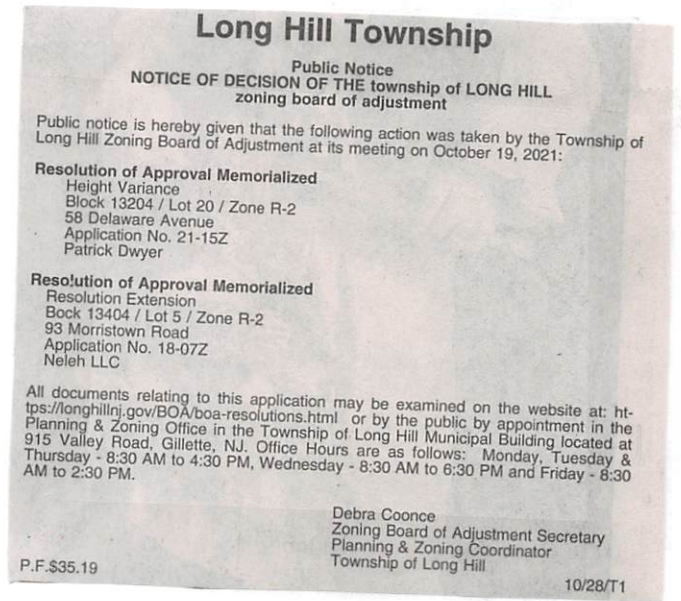 Long Hill Township
Public Notice
NOTICE OF DECISION OF THE township of LONG HILL
zoning board of adjustment
Public notice is hereby given that the following action was taken by the Township of
Long Hill Zoning Board of Adjustment at its meeting on October 19, 2021:
Resolution of Approval Memorialized
Height Variance
Block 13204 / Lot 20 / Zone R-2
58 Delaware Avenue
Application No. 21-15Z
Patrick Dwyer
Resolution of Approval Memorialized
Resolution Extension
Bock 13404 / Lot 5 / Zone R-2
93 Morristown Road
Application No. 18-07Z
Neleh LLC
All documents relating to this application may be examined on the website at: ht-
tps://longhillnj.gov/BOA/boa-resolutions.html or by the public by appointment in the
Planning & Zoning Office in the Township of Long Hill Municipal Building located at
915 Valley Road, Gillette, NJ. Office Hours are as follows: Monday, Tuesday &
Thursday - 8:30 AM to 4:30 PM, Wednesday - 8:30 AM to 6:30 PM and Friday - 8:30
AM to 2:30 PM.
Debra Coonce
Zoning Board of Adjustment Secretary
Planning & Zoning Coordinator
Township of Long Hill
P.F.$35.19
10/28/T1